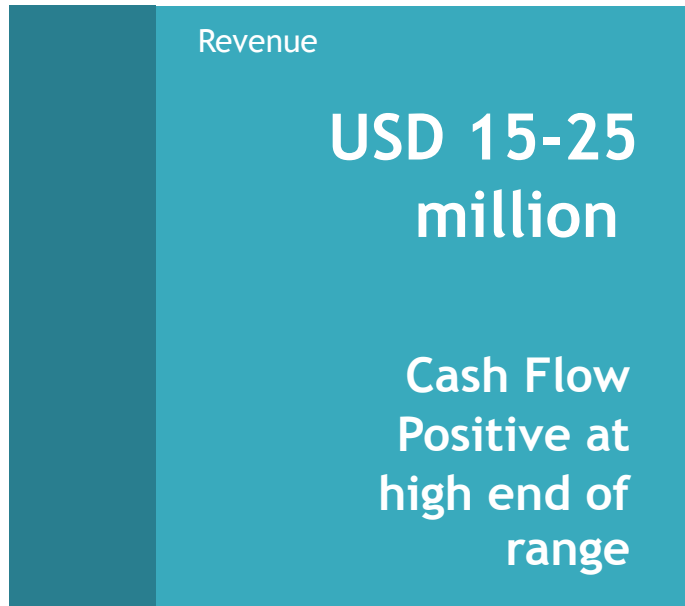 Revenue
USD 15-25
million
Cash Flow
Positive at
high end of
range